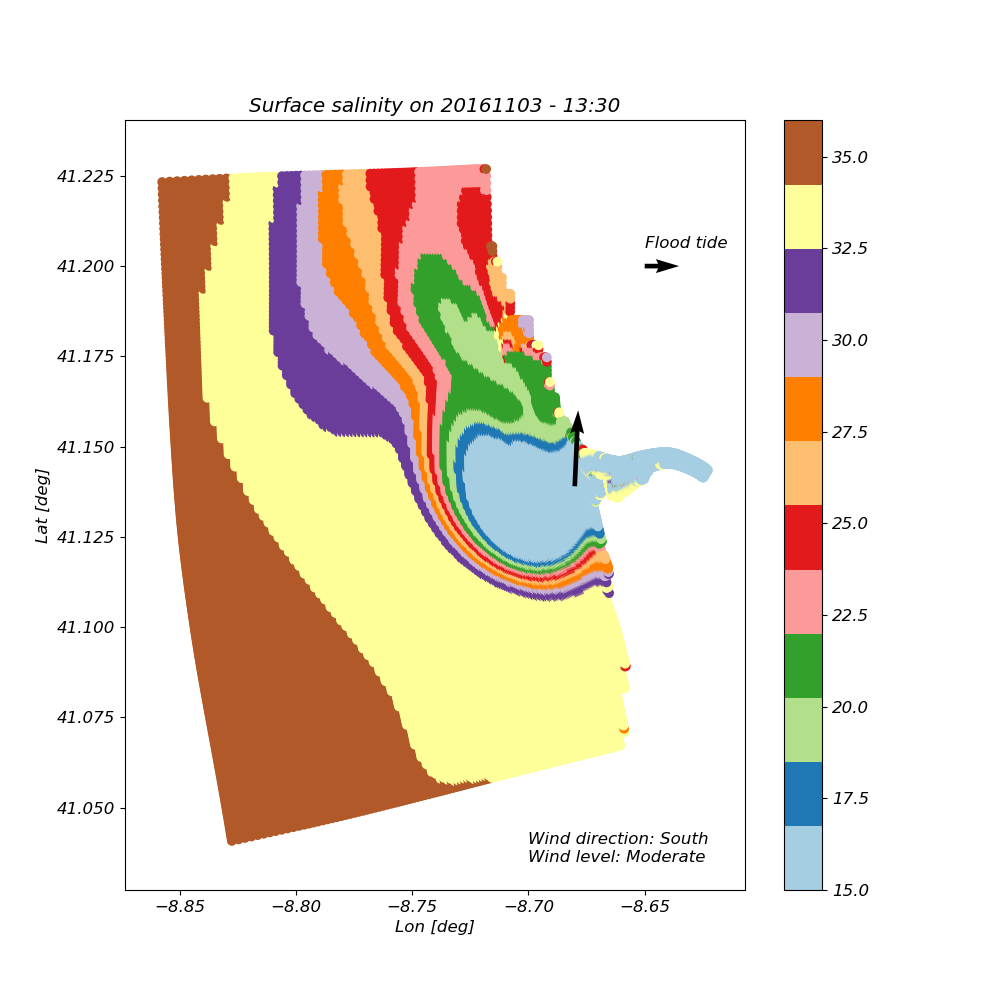 Surface salinity on 20161103 - 13:30
41.225
41.200
41.175
41.150
41.125
41.100
41.075
41.050
Lat [deg]
Flood tide
Wind direction: South
Wind level: Moderate
−8.85 −8.80 −8.75 −8.70 −8.65
Lon [deg]
35.0
32.5
30.0
27.5
25.0
22.5
20.0
17.5
15.0